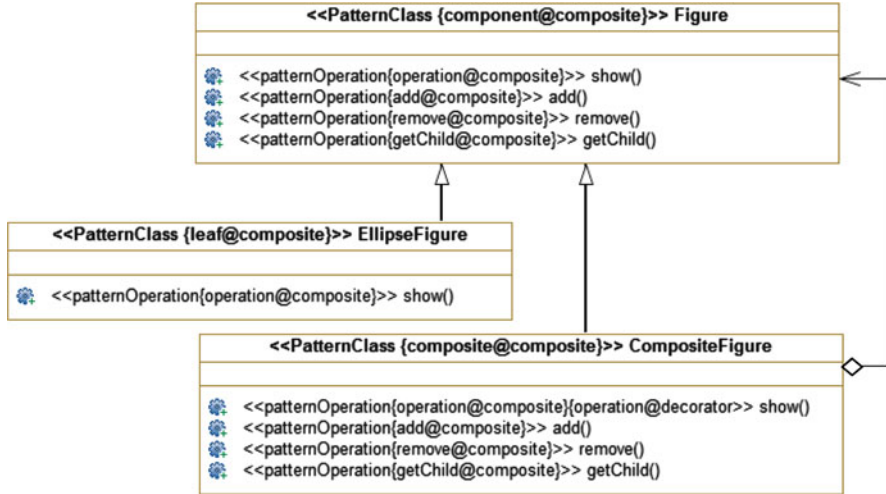 <<PatternClass {component@composite}>> Figure
<<patternOperation{operation@composite}>> show()
<<patternOperation{add@composite}>> add()
<<patternOperation{remove@composite}>> remove()
<<patternOperation{getChild@composite}>> getChild()
<<PatternClass {leaf@composite}>> EllipseFigure
<<patternOperation{operation@composite}>> show()
<<PatternClass {composite@composite}>> CompositeFigure
<<patternOperation{operation@composite}{operation@decorator>> show()
<<patternOperation{add@composite}>> add()
<<patternOperation{remove@composite}>> remove()
<<patternOperation{getChild@composite}>> getChild()